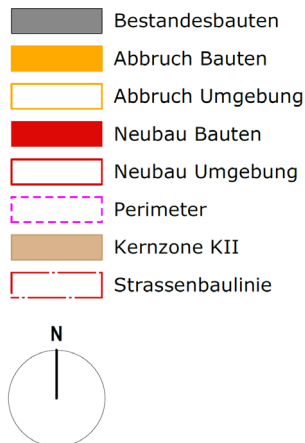 Bestandesbauten
Abbruch Bauten
Abbruch Umgebung
Neubau Bauten
Neubau Umgebung
Perimeter
Kernzone KII
Strassenbaulinie
N